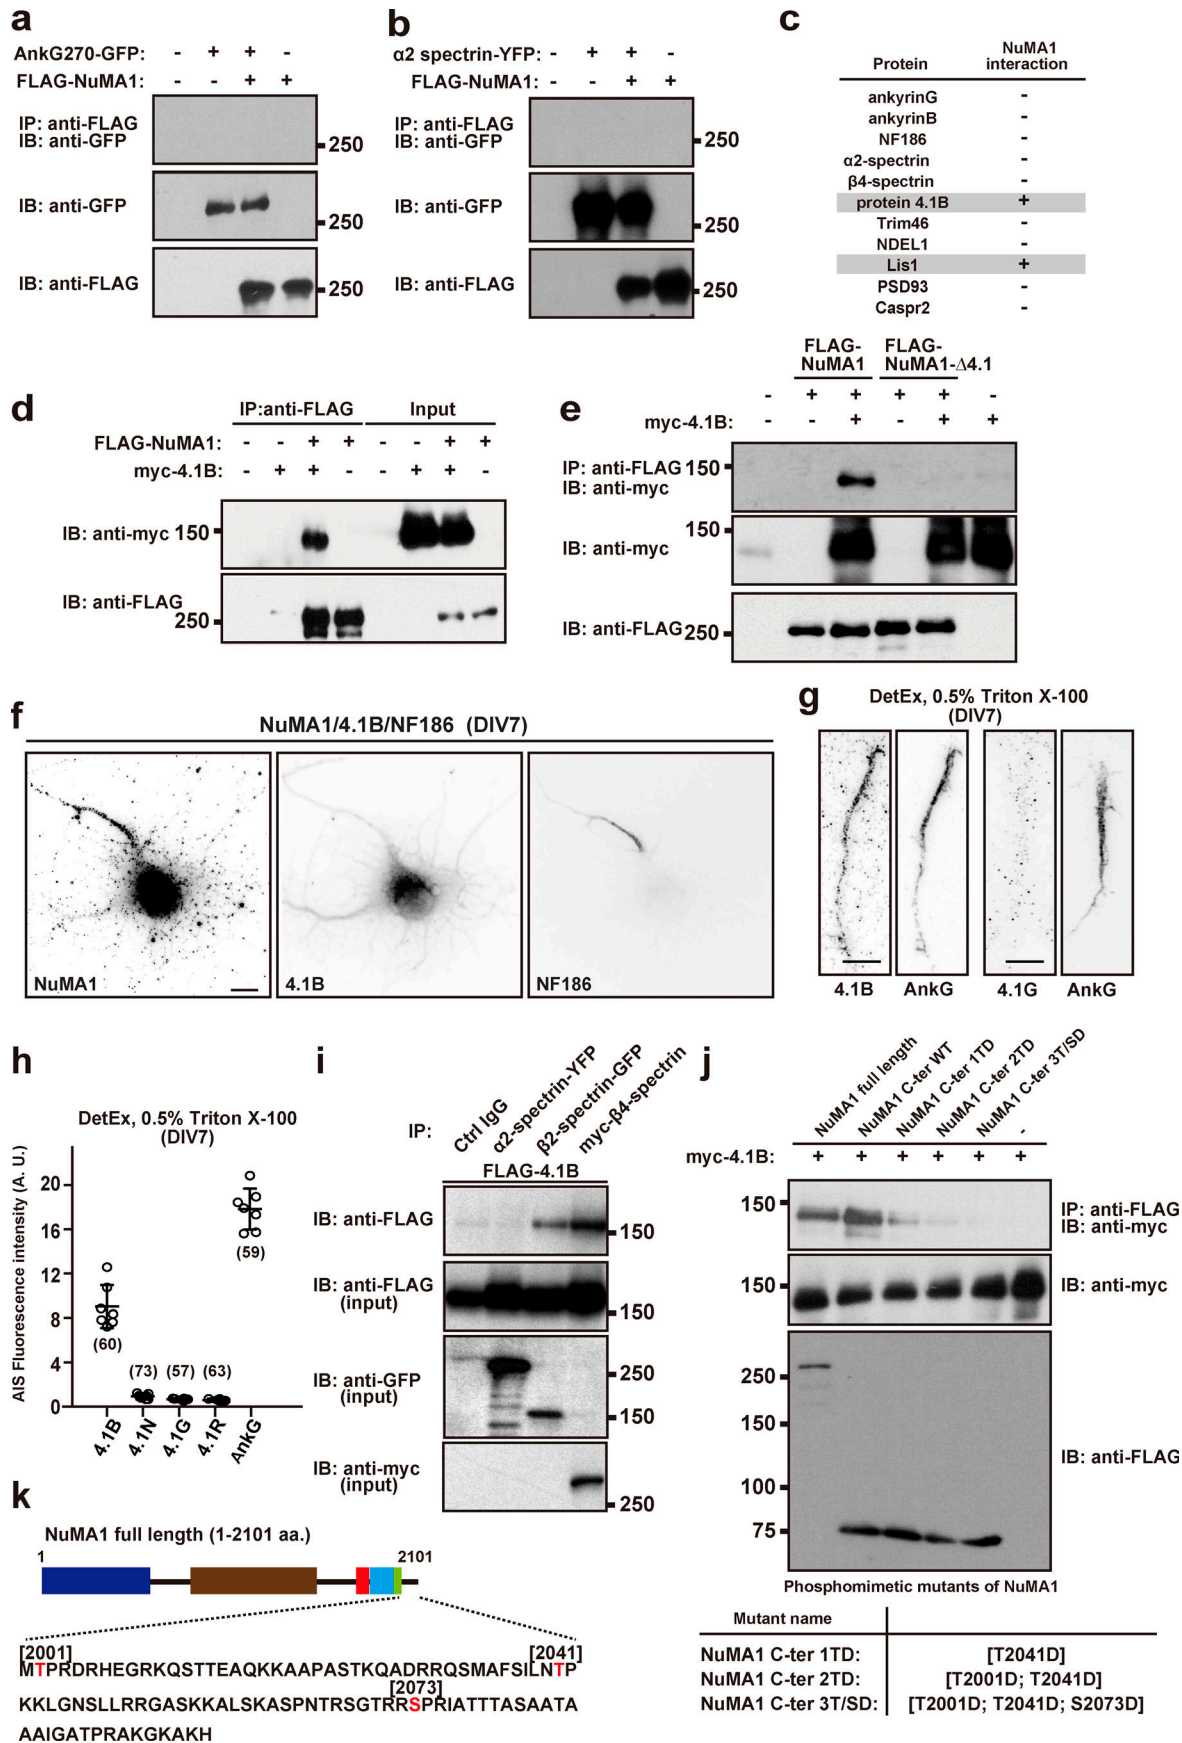 a
AnkG270-GFP: - + + -
FLAG-NuMA1: - - + +
IP: anti-FLAG
IB: anti-GFP
250
IB: anti-GFP
250
IB: anti-FLAG
250
b
α2 spectrin-YFP: - + + -
FLAG-NuMA1: - - + +
IP: anti-FLAG
IB: anti-GFP
250
IB: anti-GFP
250
IB: anti-FLAG
250
c
Protein
NuMA1
interaction
ankyrinG -
ankyrinB -
NF186 -
α2-spectrin -
β4-spectrin -
protein 4.1B +
Trim46 -
NDEL1 -
Lis1 +
PSD93 -
Caspr2 -
d
IP:anti-FLAG Input
FLAG-NuMA1: - - + + - - + +
myc-4.1B: - + + - - + + -
IB: anti-myc 150
IB: anti-FLAG
250
e
FLAG-
NuMA1
FLAG-
NuMA1-Δ4.1
- + + + + -
myc-4.1B: - - + - + +
IP: anti-FLAG 150
IB: anti-myc
150
IB: anti-myc
IB: anti-FLAG 250
f
NuMA1/4.1B/NF186 (DIV7)
NuMA1
4.1B
NF186
g
DetEx, 0.5% Triton X-100
(DIV7)
4.1B AnkG 4.1G AnkG
h
DetEx, 0.5% Triton X-100
(DIV7)
AIS Fluorescence intensity (A. U.)
20
16
12
8
4
0
(60)
(73)
(57)
(63)
(59)
4.1B
4.1N
4.1G
4.1R
AnkG
i
IP:
Ctrl IgG
α2-spectrin-YFP
β2-spectrin-GFP
myc-β4-spectrin
FLAG-4.1B
IB: anti-FLAG
150
IB: anti-FLAG
(input)
150
IB: anti-GFP
(input)
250
150
IB: anti-myc
(input)
250
j
NuMA1 full length
NuMA1 C-ter WT
NuMA1 C-ter 1TD
NuMA1 C-ter 2TD
NuMA1 C-ter 3T/SD
-
myc-4.1B: + + + + + +
150
IP: anti-FLAG
IB: anti-myc
150
IB: anti-myc
250
150
100
75
IB: anti-FLAG
Phosphomimetic mutants of NuMA1
Mutant name
NuMA1 C-ter 1TD: [T2041D]
NuMA1 C-ter 2TD: [T2001D; T2041D]
NuMA1 C-ter 3T/SD: [T2001D; T2041D; S2073D]
k
NuMA1 full length (1-2101 aa.)
1 2101
[2001] [2041]
MTPRDRHEGRKQSTTEAQKKAAPASTKQADRRQSMAFSILNTP
[2073]
KKLGNSLLRRGASKKALSKASPNTRSGTRRSPRIATTTASAATA
AAIGATPRAKGKAKH